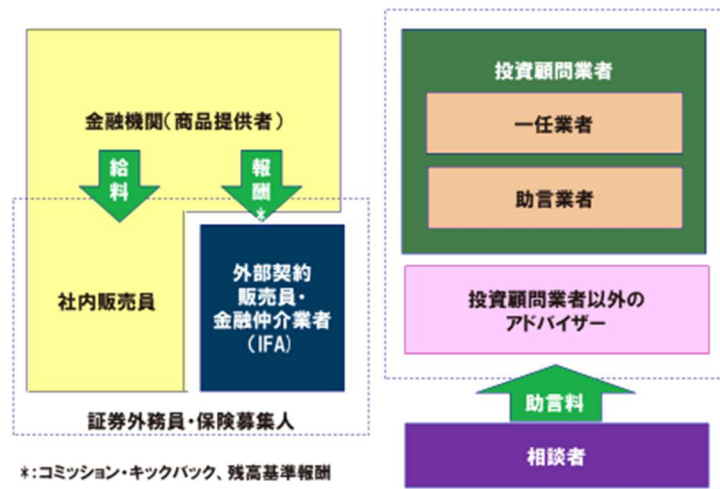 金融機関（商品提供者）
給
料
報
酬
*
社内販売員
外部契約
販売員・
金融仲介業者
（IFA）
証券外務員・保険募集人
*：コミッション・キックバック、残高基準報酬
投資顧問業者
一任業者
助言業者
投資顧問業者以外の
アドバイザー
助言料
相談者